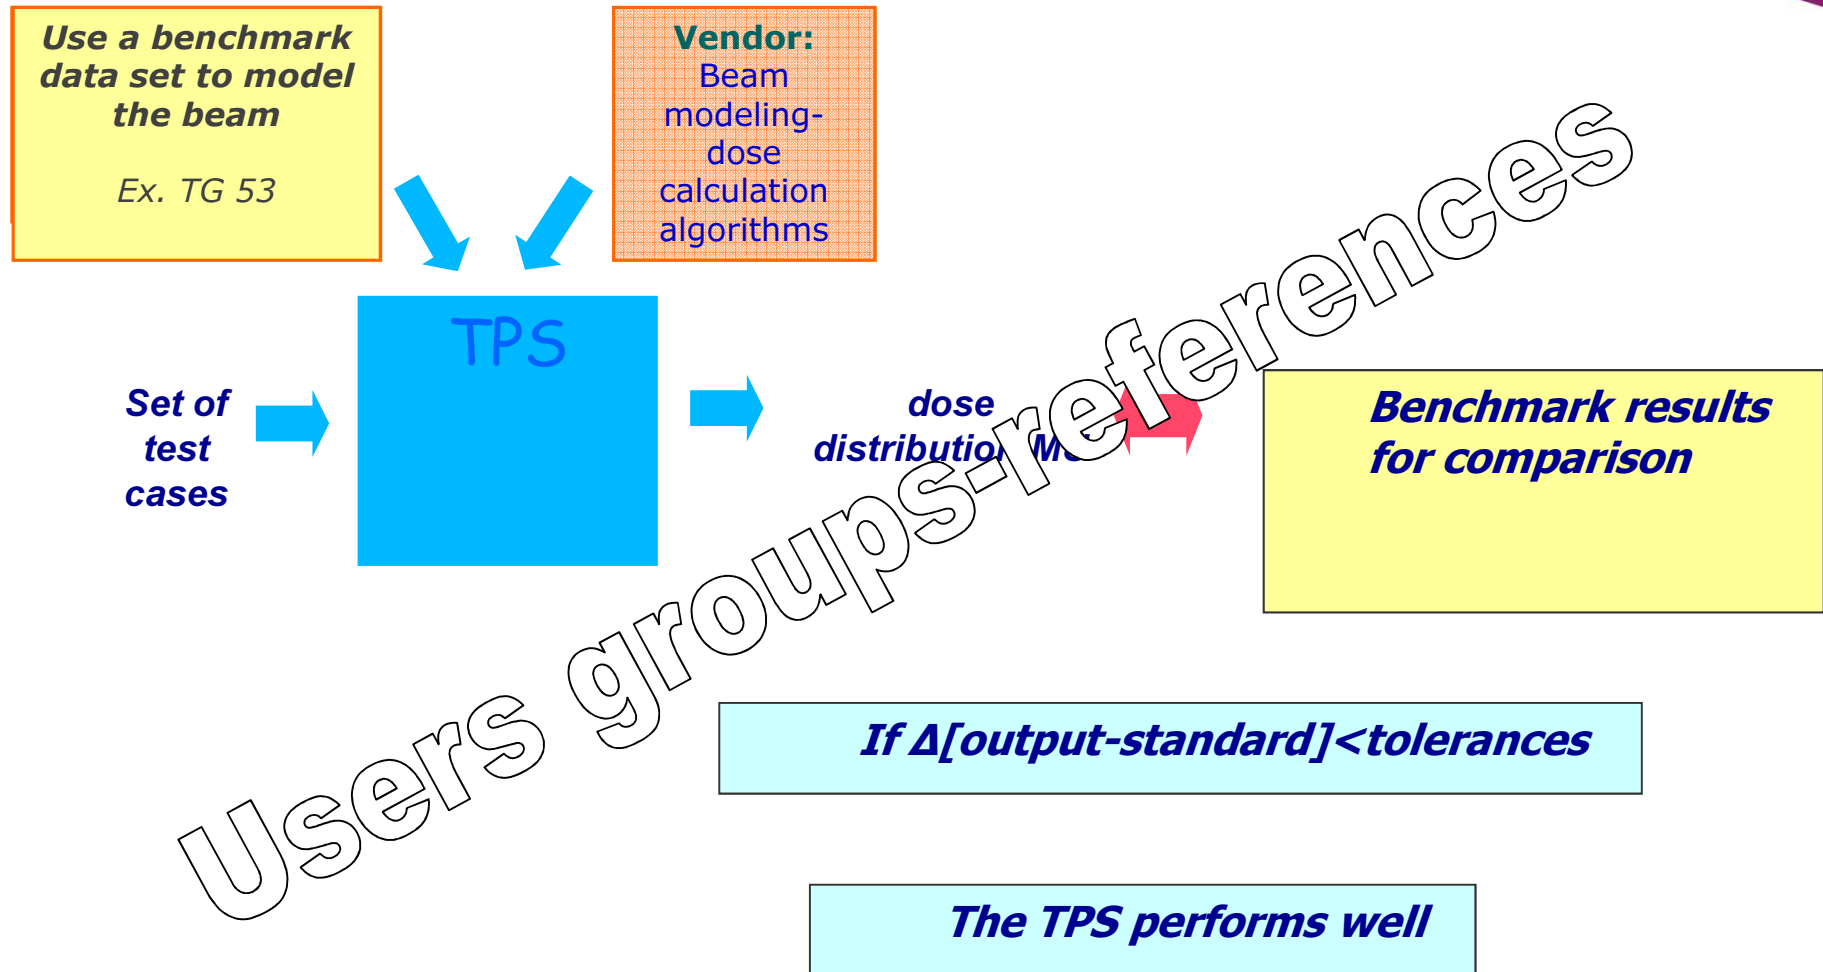 Use a benchmark
data set to model
the beam
Ex. TG 53
Vendor:
Beam
modeling-
dose
calculation
algorithms
TPS
Set of
test
cases
dose
distribution
Benchmark results
for comparison
Users groups-references
If Δ[output-standard]<tolerances
The TPS performs well